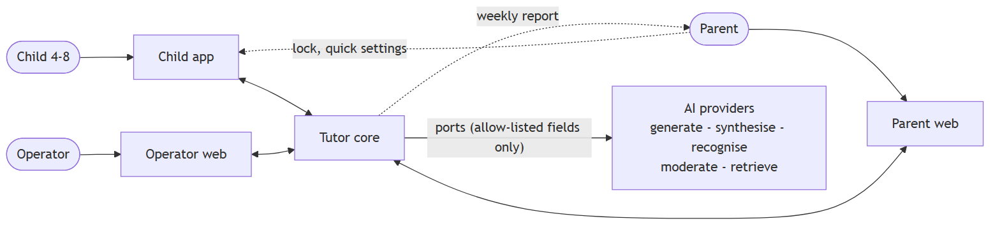 weekly report
Parent
lock, quick settings
Child 4-8
Child app
AI providers
generate - synthesise -
recognise
moderate - retrieve
Parent web
ports (allow-listed fields
only)
Tutor core
Operator
Operator web